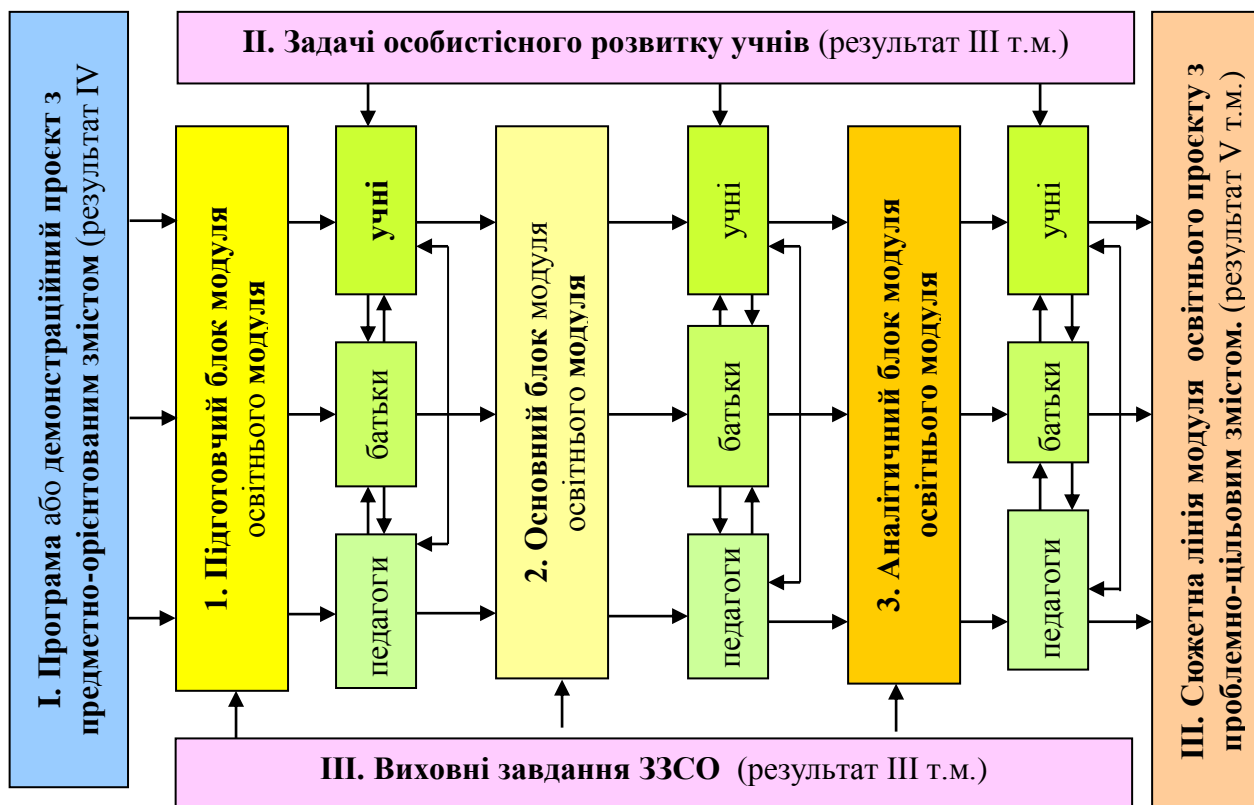 ІІ. Задачі особистісного розвитку учнів (результат ІІІ т.м.)
І. Програма або демонстраційний проєкт з
предметно-орієнтованим змістом (результат IV
1. Підготовчий блок модуля
освітнього модуля
учні
батьки
педагоги
2. Основний блок модуля
освітнього модуля
учні
батьки
педагоги
3. Аналітичний блок модуля
освітнього модуля
учні
батьки
педагоги
ІІІ. Сюжетна лінія модуля освітнього проєкту з
проблемно-цільовим змістом. (результат V т.м.)
ІІІ. Виховні завдання ЗЗСО (результат ІІІ т.м.)